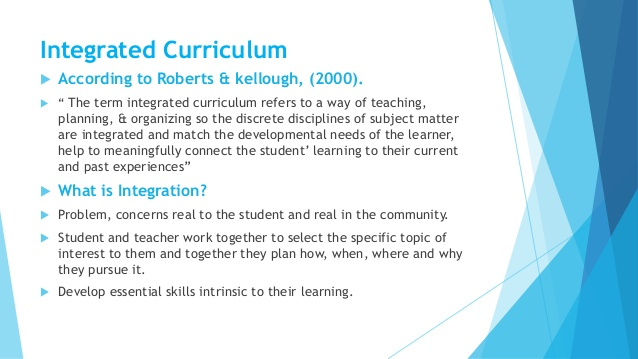 Integrated Curriculum
According to Roberts & kellough, (2000).
“ The term integrated curriculum refers to a way of teaching,
planning, & organizing so the discrete disciplines of subject matter
are integrated and match the developmental needs of the learner,
help to meaningfully connect the student’ learning to their current
and past experiences”
What is Integration?
Problem, concerns real to the student and real in the community.
Student and teacher work together to select the specific topic of
interest to them and together they plan how, when, where and why
they pursue it.
Develop essential skills intrinsic to their learning.